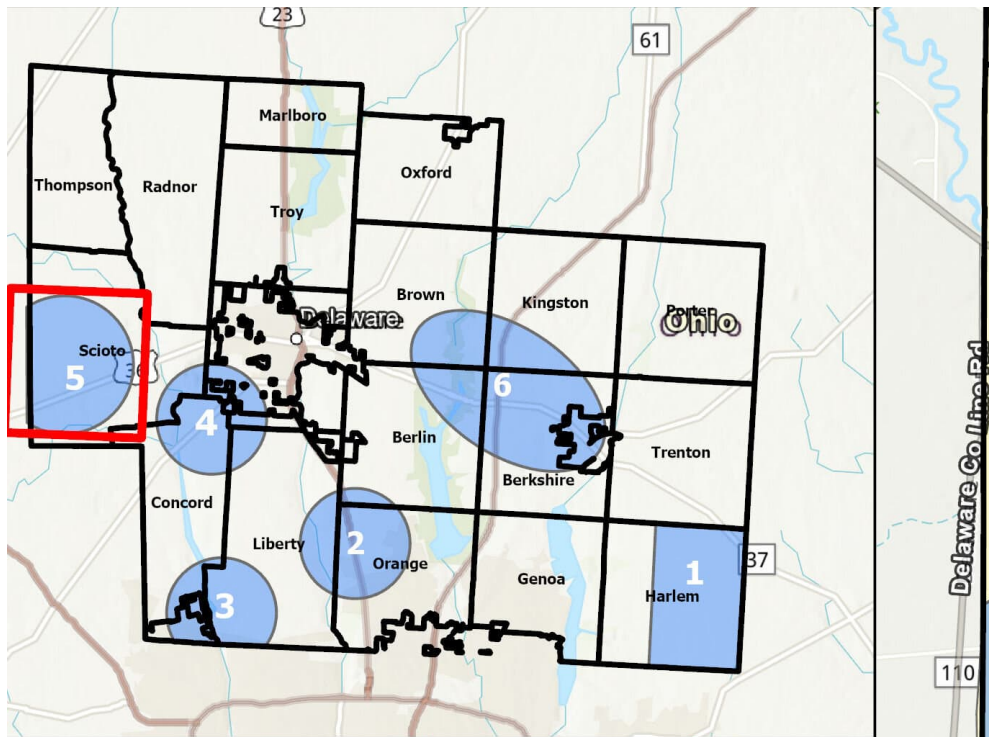 23
61
Marlboro
Oxford
Thompson
Radnor
Troy
Brown
Kingston
Porter
Ohio
Delaware
Scioto
36
5
6
4
Berlin
Trenton
Berkshire
Concord
Liberty
2
Orange
Genoa
37
1
Harlem
3
Delaware Co Line Rd
110